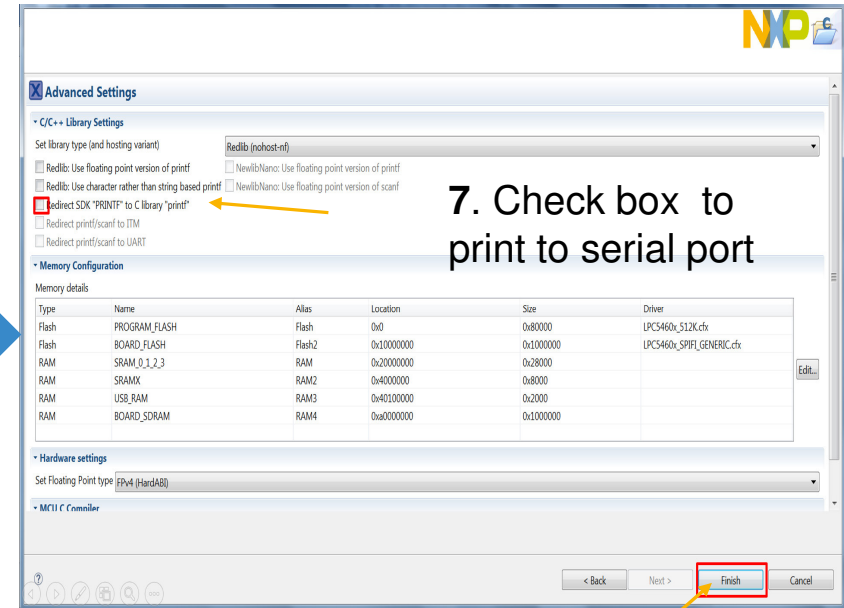 NXP
C
X Advanced Settings
C/C++ Library Settings
Set library type (and hosting variant) Redlib (nohost-nf)
Redlib: Use floating point version of printf NewlibNano: Use floating point version of printf
Redlib: Use character rather than string based printf NewlibNano: Use floating point version of scanf
Redirect SDK "PRINTF" to C library "printf"
Redirect printf/scanf to ITM
Redirect printf/scanf to UART
7. Check box to
print to serial port
Memory Configuration
Memory details
Type Name Alias Location Size Driver
Flash PROGRAM_FLASH Flash 0x0 0x80000 LPC5460x_512K.cfx
Flash BOARD_FLASH Flash2 0x10000000 0x1000000 LPC5460x_SPIFI_GENERIC.cfx
RAM SRAM_0_1_2_3 RAM 0x20000000 0x28000
RAM SRAMX RAM2 0x4000000 0x8000
RAM USB_RAM RAM3 0x40100000 0x2000
RAM BOARD_SDRAM RAM4 0xa0000000 0x1000000
Edit...
Hardware settings
Set Floating Point type FPv4 (HardABI)
MCU C Compiler
?
< Back Next > Finish Cancel